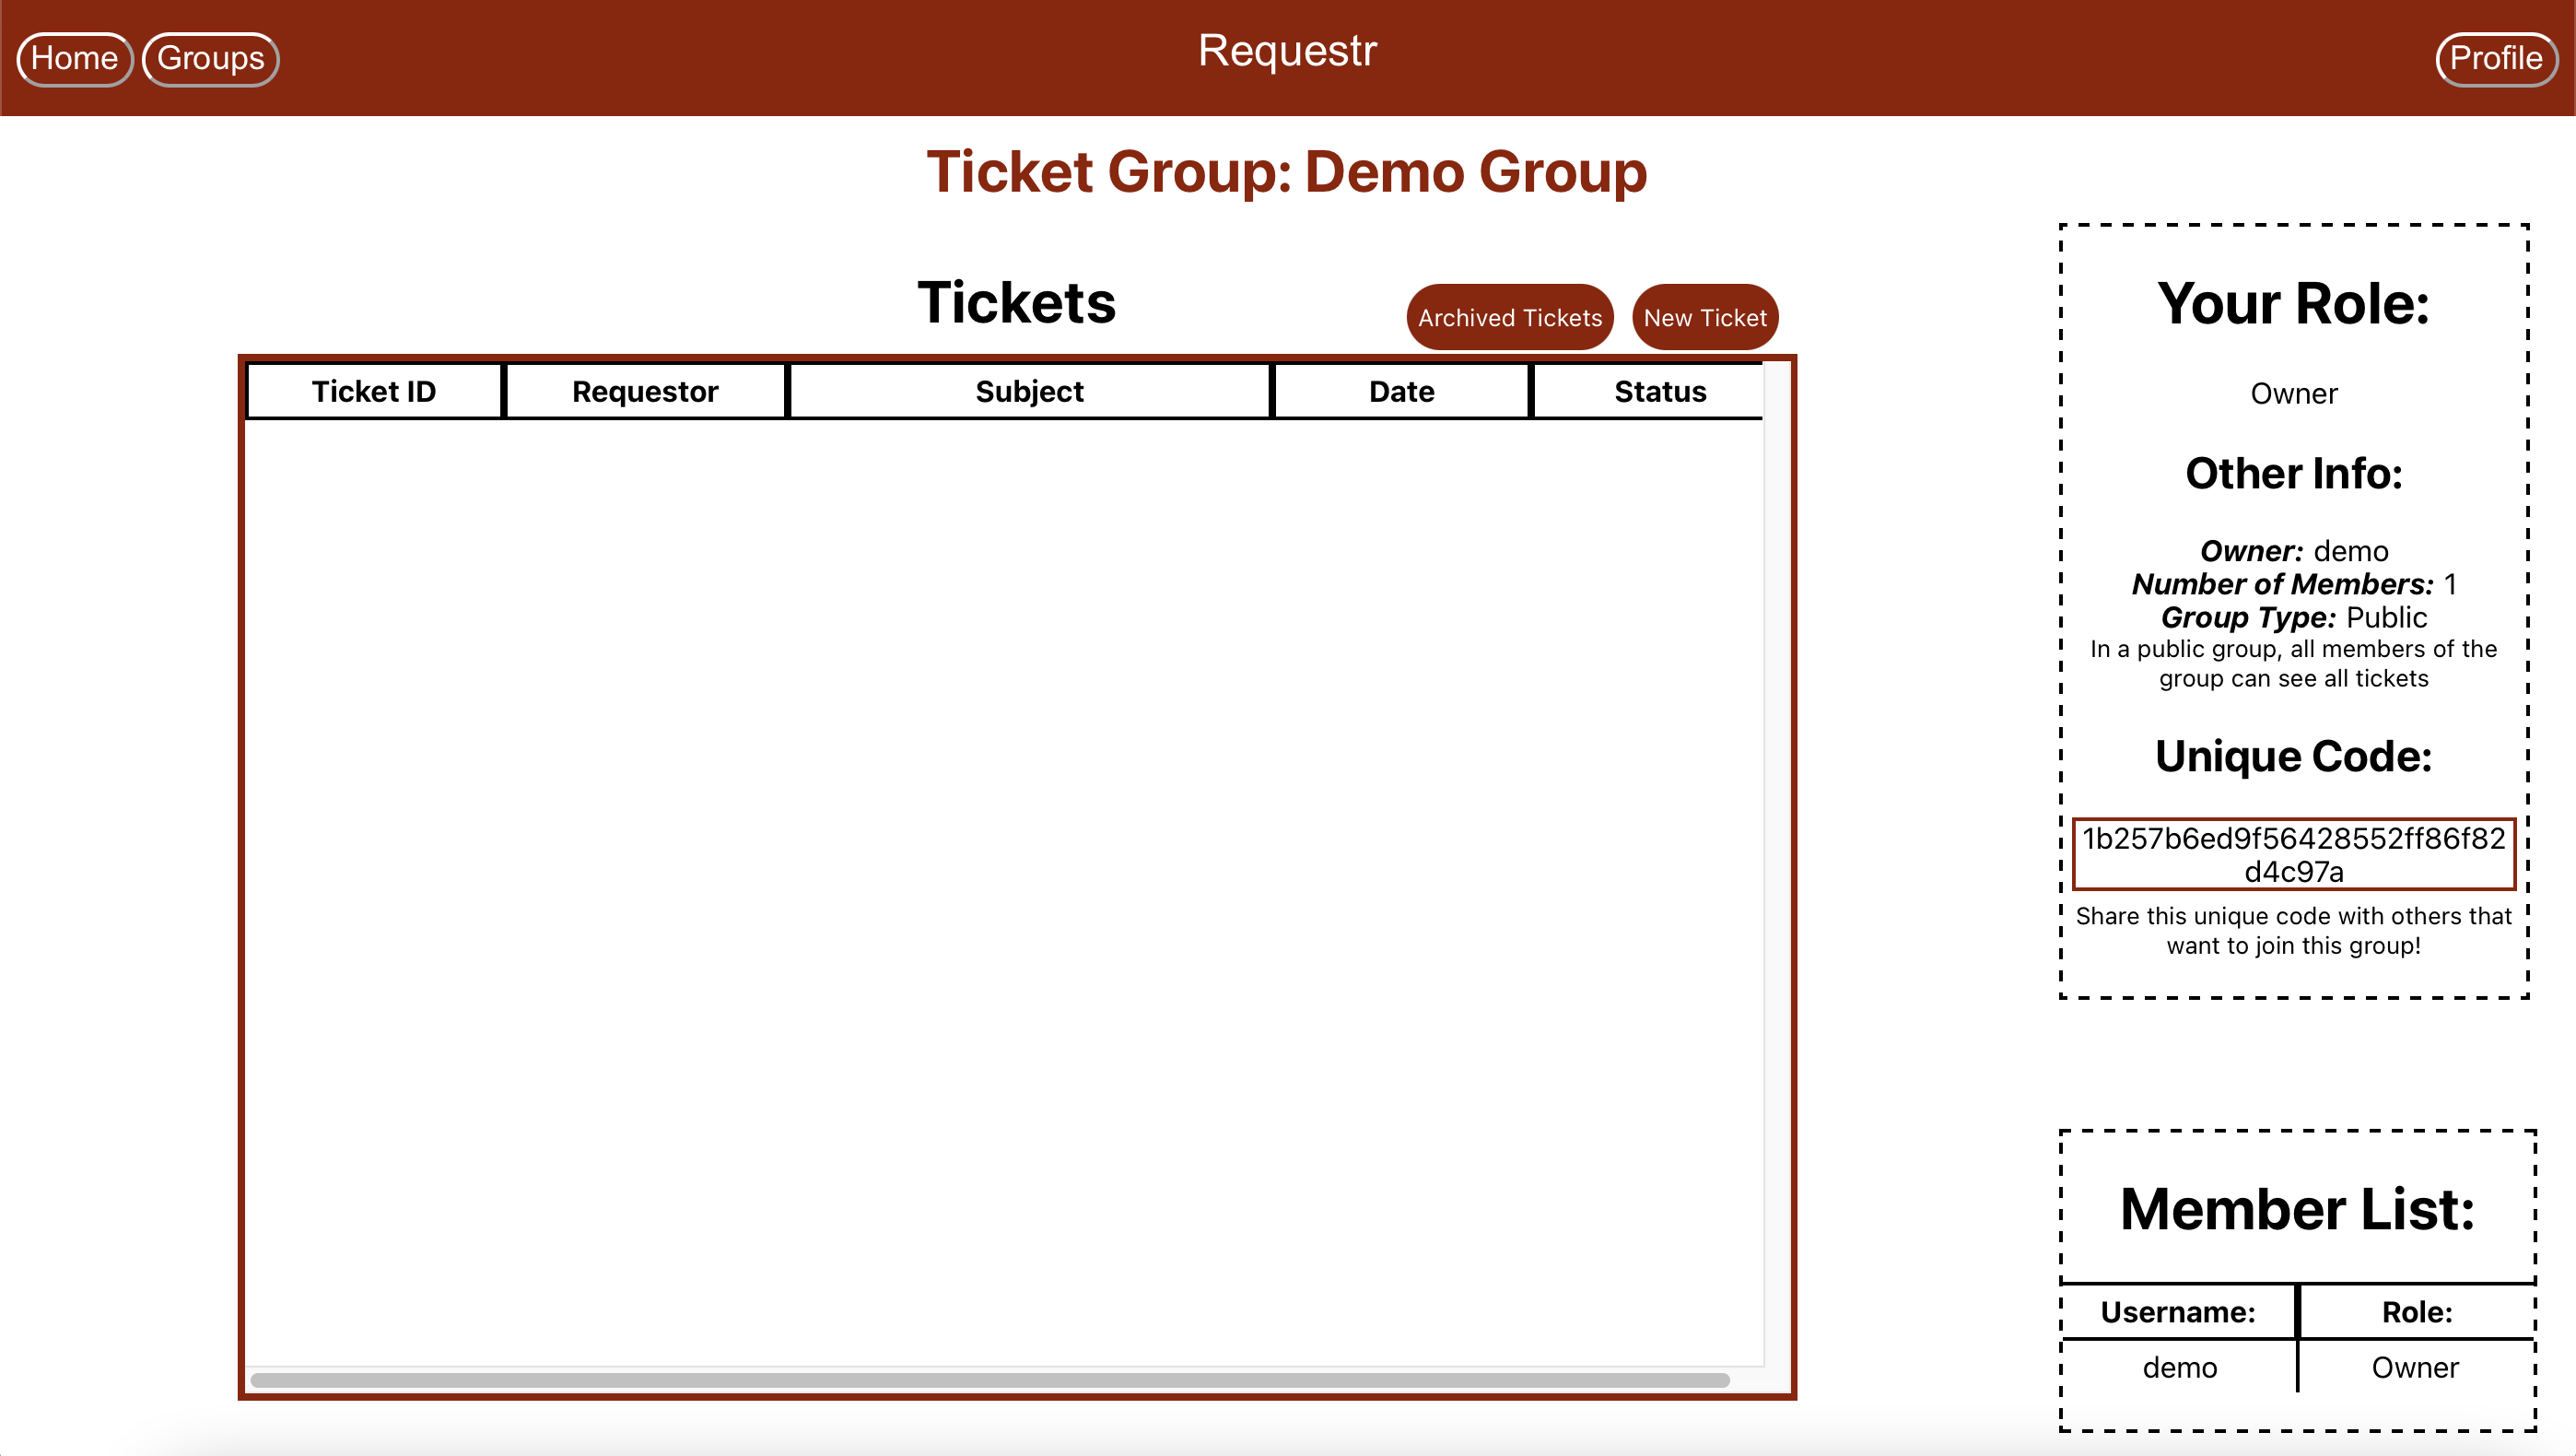 Home Groups Requestr Profile
Ticket Group: Demo Group
Tickets
Archived Tickets New Ticket
Ticket ID Requestor Subject Date Status
Your Role:
Owner
Other Info:
Owner: demo
Number of Members: 1
Group Type: Public
In a public group, all members of the
group can see all tickets
Unique Code:
1b257b6ed9f56428552ff86f82
d4c97a
Share this unique code with others that
want to join this group!
Member List:
Username: Role:
demo Owner